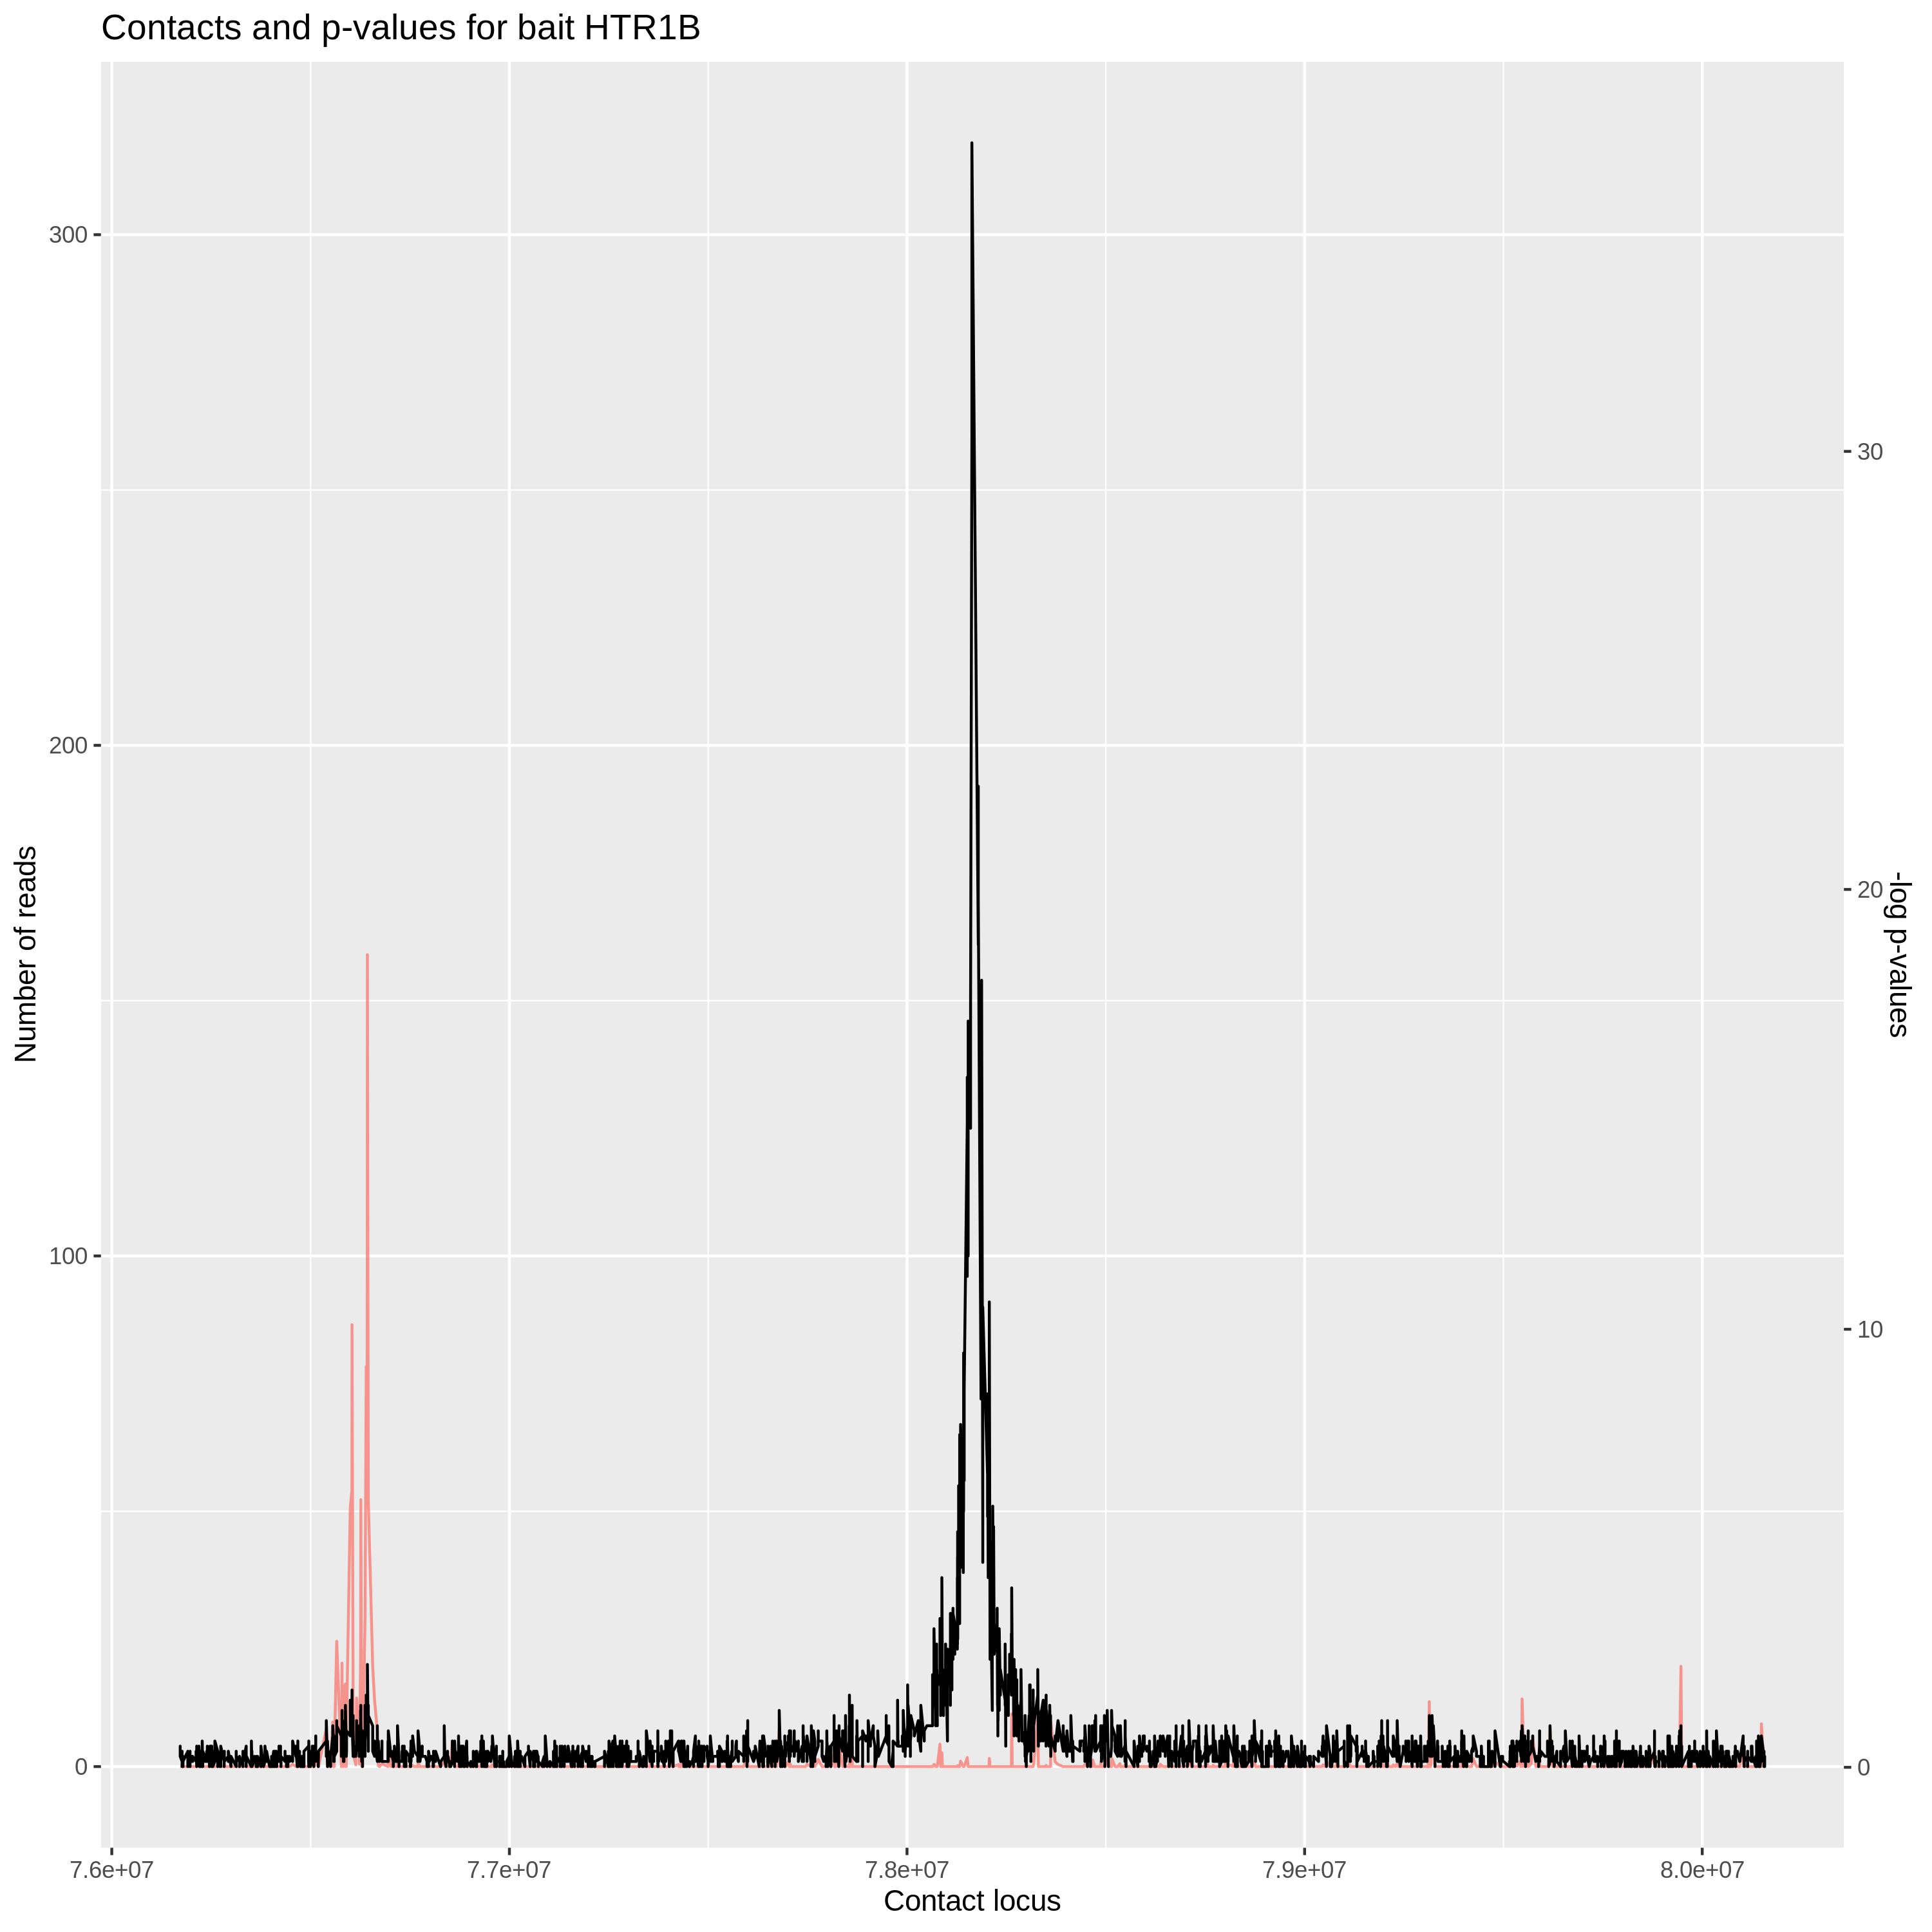 Contacts and p-values for bait HTR1B
300
200
100
0
Number of reads
30
20
10
0
-log p-values
7.6e+07 7.7e+07 7.8e+07 7.9e+07 8.0e+07
Contact locus